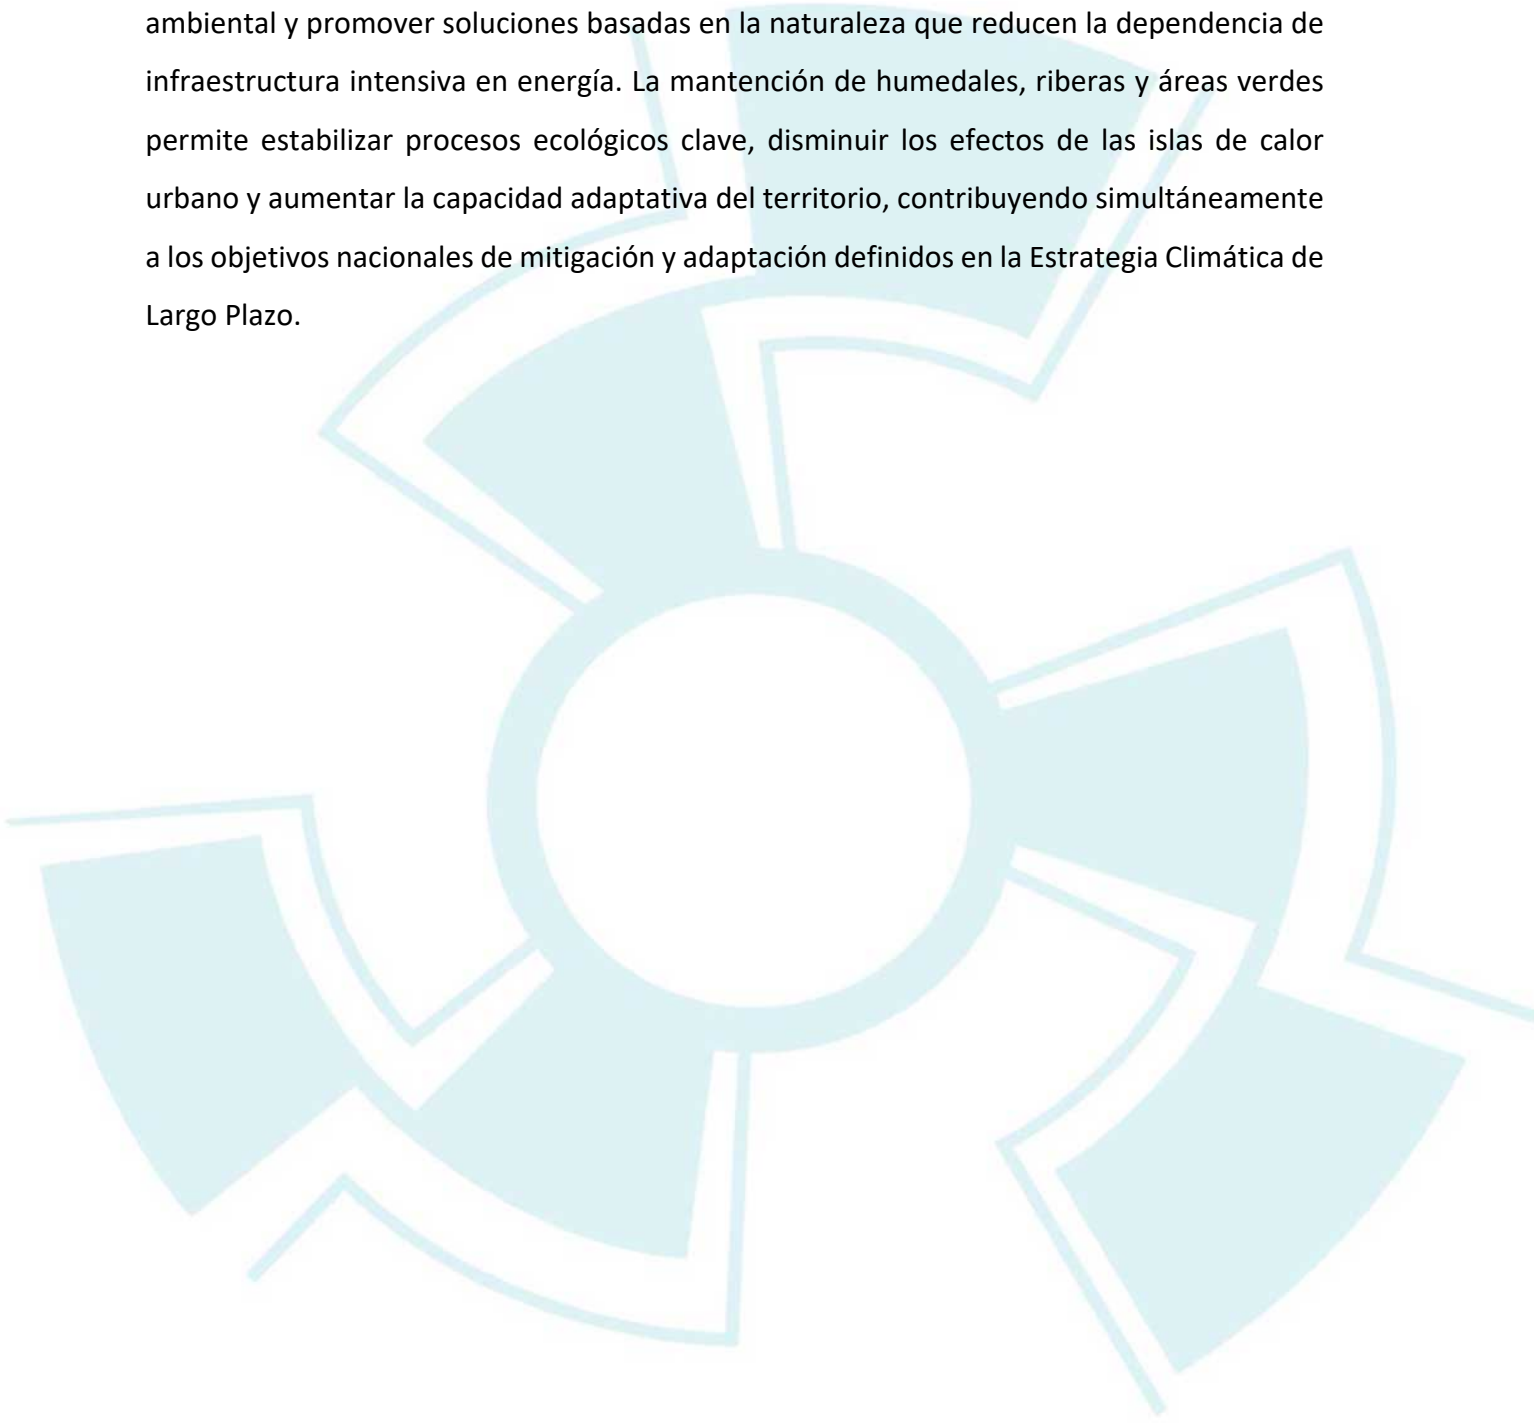 ambiental y promover soluciones basadas en la naturaleza que reducen la dependencia de
infraestructura intensiva en energía. La mantención de humedales, riberas y áreas verdes
permite estabilizar procesos ecológicos clave, disminuir los efectos de las islas de calor
urbano y aumentar la capacidad adaptativa del territorio, contribuyendo simultáneamente
a los objetivos nacionales de mitigación y adaptación definidos en la Estrategia Climática de
Largo Plazo.